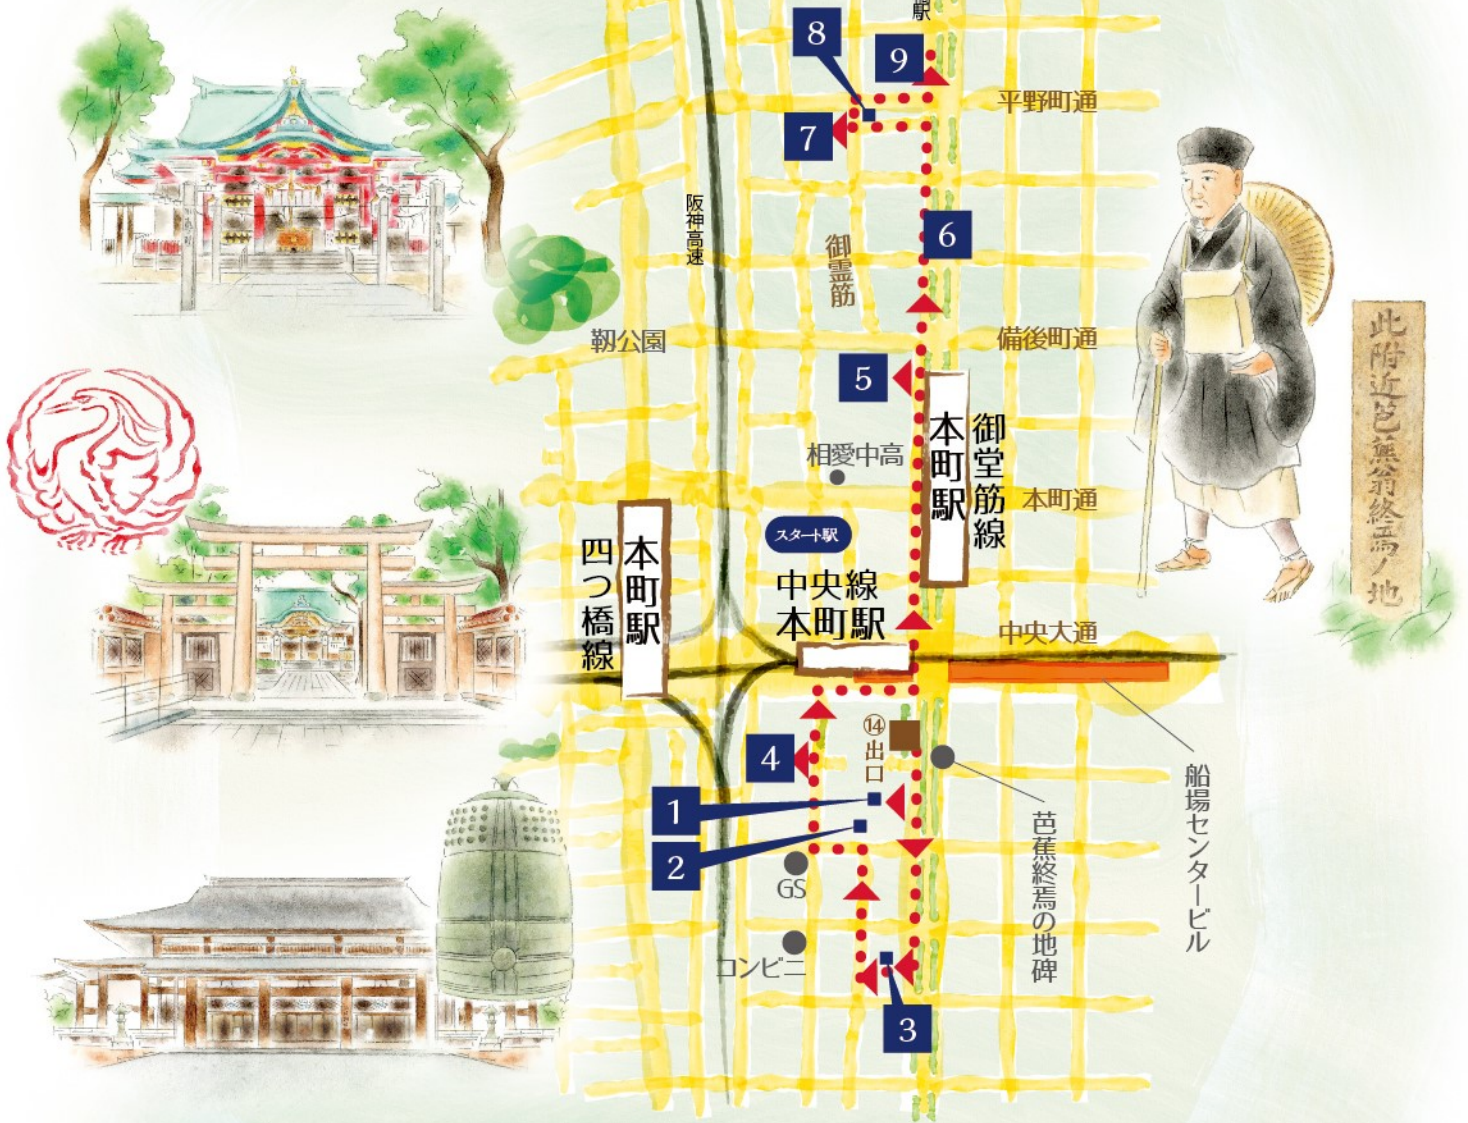 駅
8
9
平野町通
7
阪神高速
6
御霊筋
靱公園
備後町通
5
本町駅
御堂筋線
相愛中高
本町通
スタート駅
四つ橋線
本町駅
中央線
本町駅
中央大通
此附近芭蕉翁終焉ノ地
⑭出口
4
1
2
GS
コンビニ
3
芭蕉終焉の地碑
船場センタービル